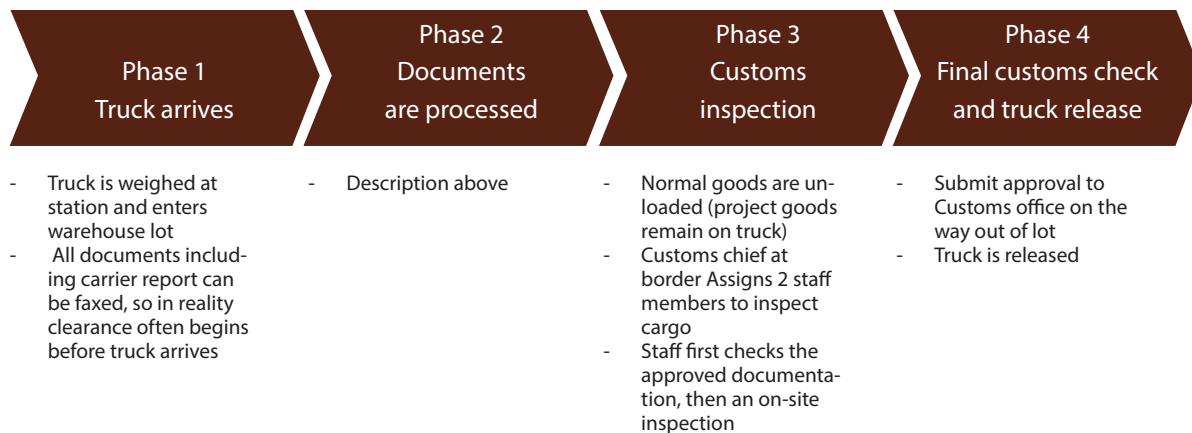 Phase 1
Truck arrives
Phase 2
Documents
are processed
Phase 3
Customs
inspection
Phase 4
Final customs check
and truck release
- Truck is weighed at
station and enters
warehouse lot
- All documents includ-
ing carrier report can
be faxed, so in reality
clearance often begins
before truck arrives
- Description above
- Normal goods are un-
loaded (project goods
remain on truck)
- Customs chief at
border Assigns 2 staff
members to inspect
cargo
- Staff first checks the
approved documenta-
tion, then an on-site
inspection
- Submit approval to
Customs office on the
way out of lot
- Truck is released